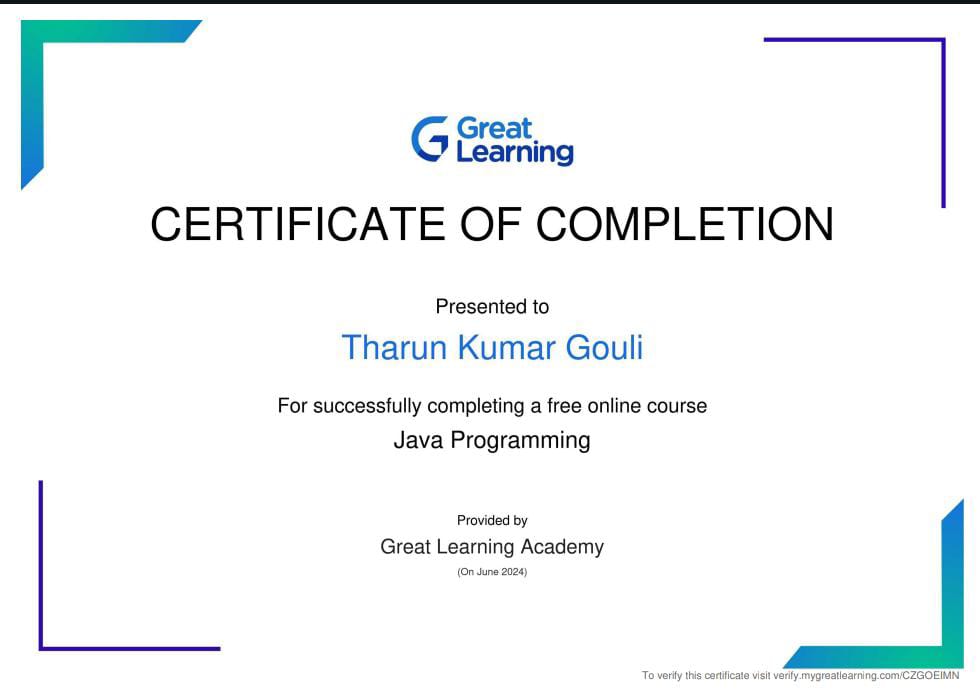 Great
Learning
CERTIFICATE OF COMPLETION
Presented to
Tharun Kumar Gouli
For successfully completing a free online course
Java Programming
Provided by
Great Learning Academy
(On June 2024)
To verify this certificate visit verify.mygreatlearning.com/CZGOEIMN